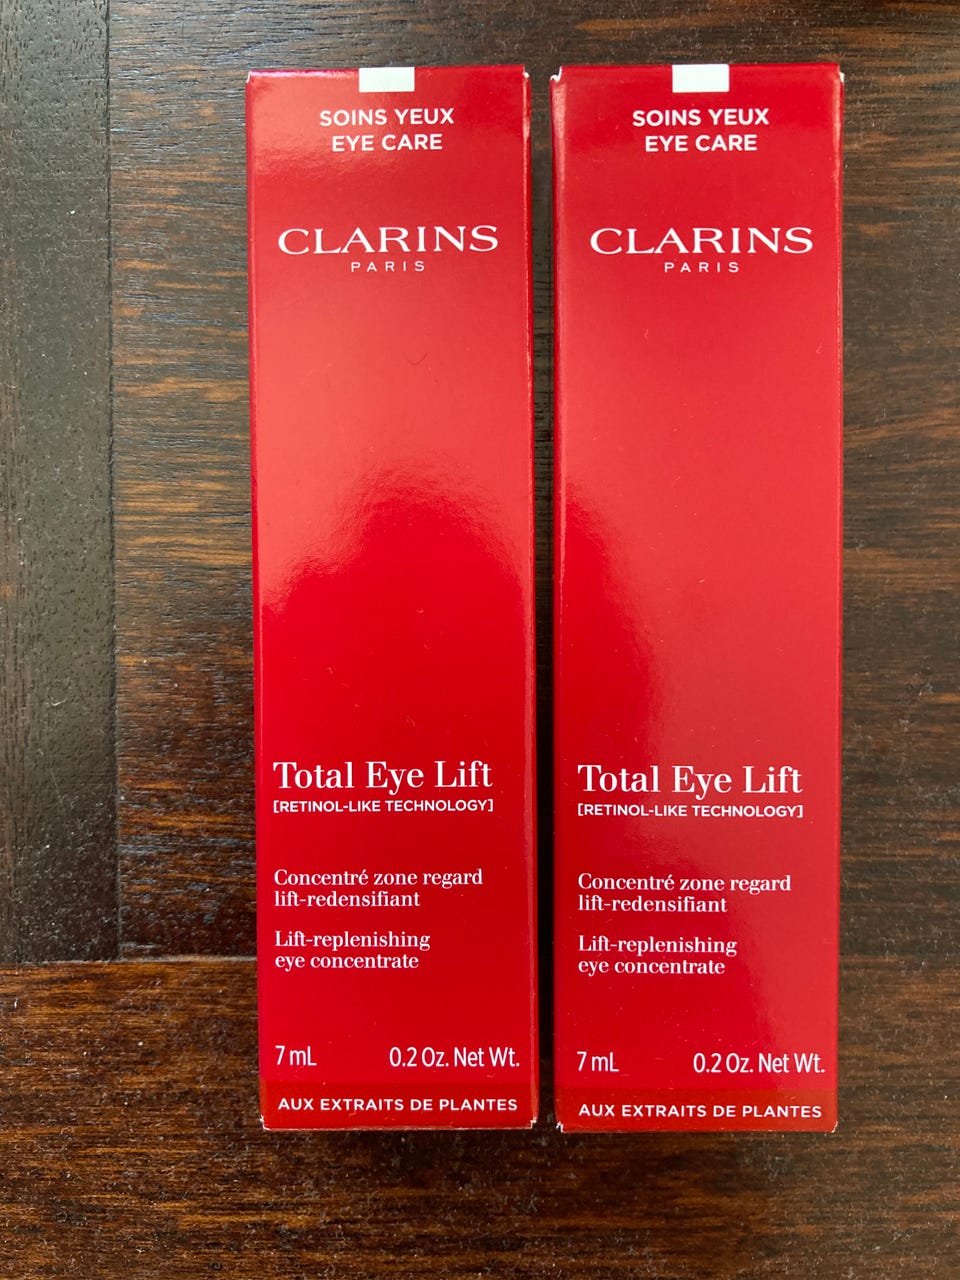 SOINS YEUX
EYE CARE
CLARINS
PARIS
Total Eye Lift
[RETINOL-LIKE TECHNOLOGY]
Concentré zone regard
lift-redensifiant
Lift-replenishing
eye concentrate
7 mL 0.2 Oz. Net Wt.
AUX EXTRAITS DE PLANTES
SOINS YEUX
EYE CARE
CLARINS
PARIS
Total Eye Lift
[RETINOL-LIKE TECHNOLOGY]
Concentré zone regard
lift-redensifiant
Lift-replenishing
eye concentrate
7 mL 0.2 Oz. Net Wt.
AUX EXTRAITS DE PLANTES